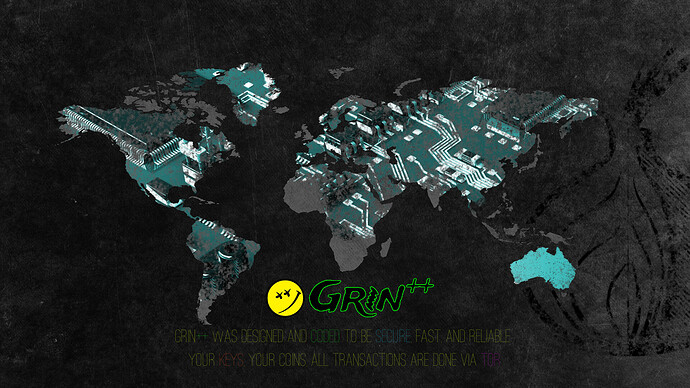 GRIN++
GRIN++ WAS DESIGNED AND CODED TO BE SECURE, FAST, AND RELIABLE.
YOUR KEYS, YOUR COINS. ALL TRANSACTIONS ARE DONE VIA TOR.